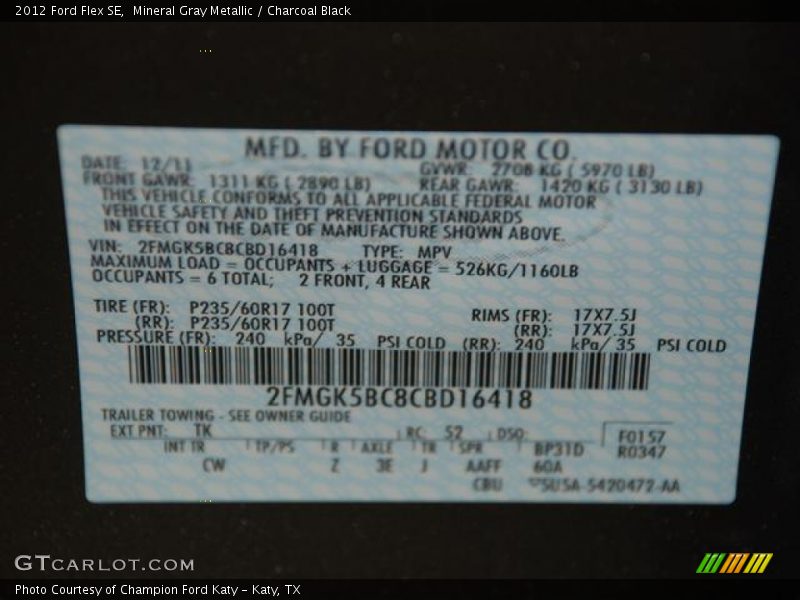 2012 Ford Flex SE,  Mineral Gray Metallic / Charcoal Black
MFD. BY FORD MOTOR CO.
DATE: 12/11 GVWR: 2708 KG ( 5970 LB)
FRONT GAWR: 1311 KG ( 2890 LB) REAR GAWR: 1420 KG ( 3130 LB)
THIS VEHICLE CONFORMS TO ALL APPLICABLE FEDERAL MOTOR
VEHICLE SAFETY AND THEFT PREVENTION STANDARDS
IN EFFECT ON THE DATE OF MANUFACTURE SHOWN ABOVE.
VIN: 2FMGK5BC8CBD16418 TYPE: MPV
MAXIMUM LOAD = OCCUPANTS + LUGGAGE = 526KG/1160LB
OCCUPANTS = 6 TOTAL; 2 FRONT, 4 REAR
TIRE (FR): P235/60R17 100T RIMS (FR): 17X7.5J
(RR): P235/60R17 100T (RR): 17X7.5J
PRESSURE (FR): 240 kPa/ 35 PSI COLD (RR): 240 kPa/ 35 PSI COLD
2FMGK5BC8CBD16418
TRAILER TOWING - SEE OWNER GUIDE
EXT PNT: TK RC: 52 DSO: F0157
INT TR TP/PS R AXLE TR SPR BP31D R0347
CW Z 3E J AAFF 60A
CBU 5U5A-5420472-AA
GTCARLOT.COM
Photo Courtesy of Champion Ford Katy - Katy, TX